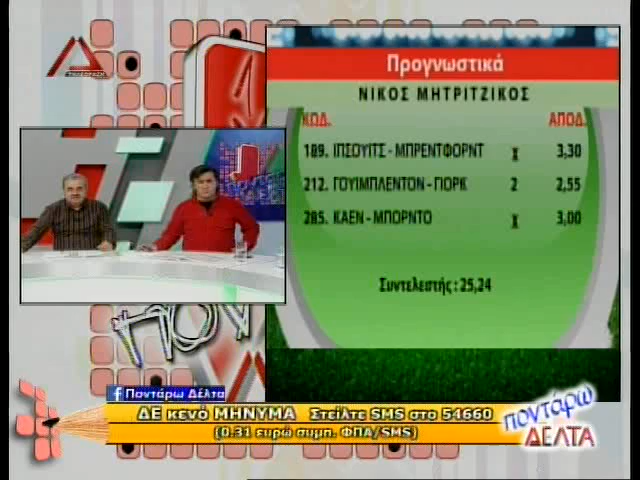 ΤΗΛΕΟΡΑΣΗ
Προγνωστικά
ΝΙΚΟΣ ΜΗΤΡΙΤΖΙΚΟΣ
ΚΩΔ. ΑΠΟΔ.
189. ΙΠΣΟΥΙΤΣ - ΜΠΡΕΝΤΦΟΡΝΤ X 3,30
212. ΓΟΥΙΜΠΛΕΝΤΟΝ - ΓΙΟΡΚ 2 2,55
285. ΚΑΕΝ - ΜΠΟΡΝΤΟ X 3,00
Συντελεστής : 25,24
Ποντάρω Δέλτα
ΔΕ κενό ΜΗΝΥΜΑ Στείλτε SMS στο 54660
(0.31 ευρώ συμπ. ΦΠΑ/SMS)
ποντάρω
ΔΕΛΤΑ